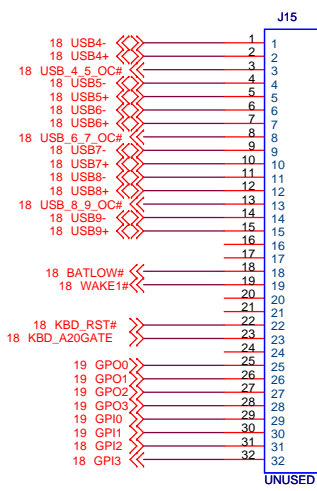 J15
18 USB4- 1 1
18 USB4+ 2 2
18 USB_4_5_OC# 3 3
18 USB5- 4 4
18 USB5+ 5 5
18 USB6- 6 6
18 USB6+ 7 7
18 USB_6_7_OC# 8 8
18 USB7- 9 9
18 USB7+ 10 10
18 USB8- 11 11
18 USB8+ 12 12
18 USB_8_9_OC# 13 13
18 USB9- 14 14
18 USB9+ 15 15
16 16
17 17
18 BATLOW# 18 18
18 WAKE1# 19 19
20 20
21 21
18 KBD_RST# 22 22
18 KBD_A20GATE 23 23
24 24
19 GPO0 25 25
19 GPO1 26 26
19 GPO2 27 27
19 GPO3 28 28
19 GPI0 29 29
19 GPI1 30 30
18 GPI2 31 31
18 GPI3 32 32
UNUSED